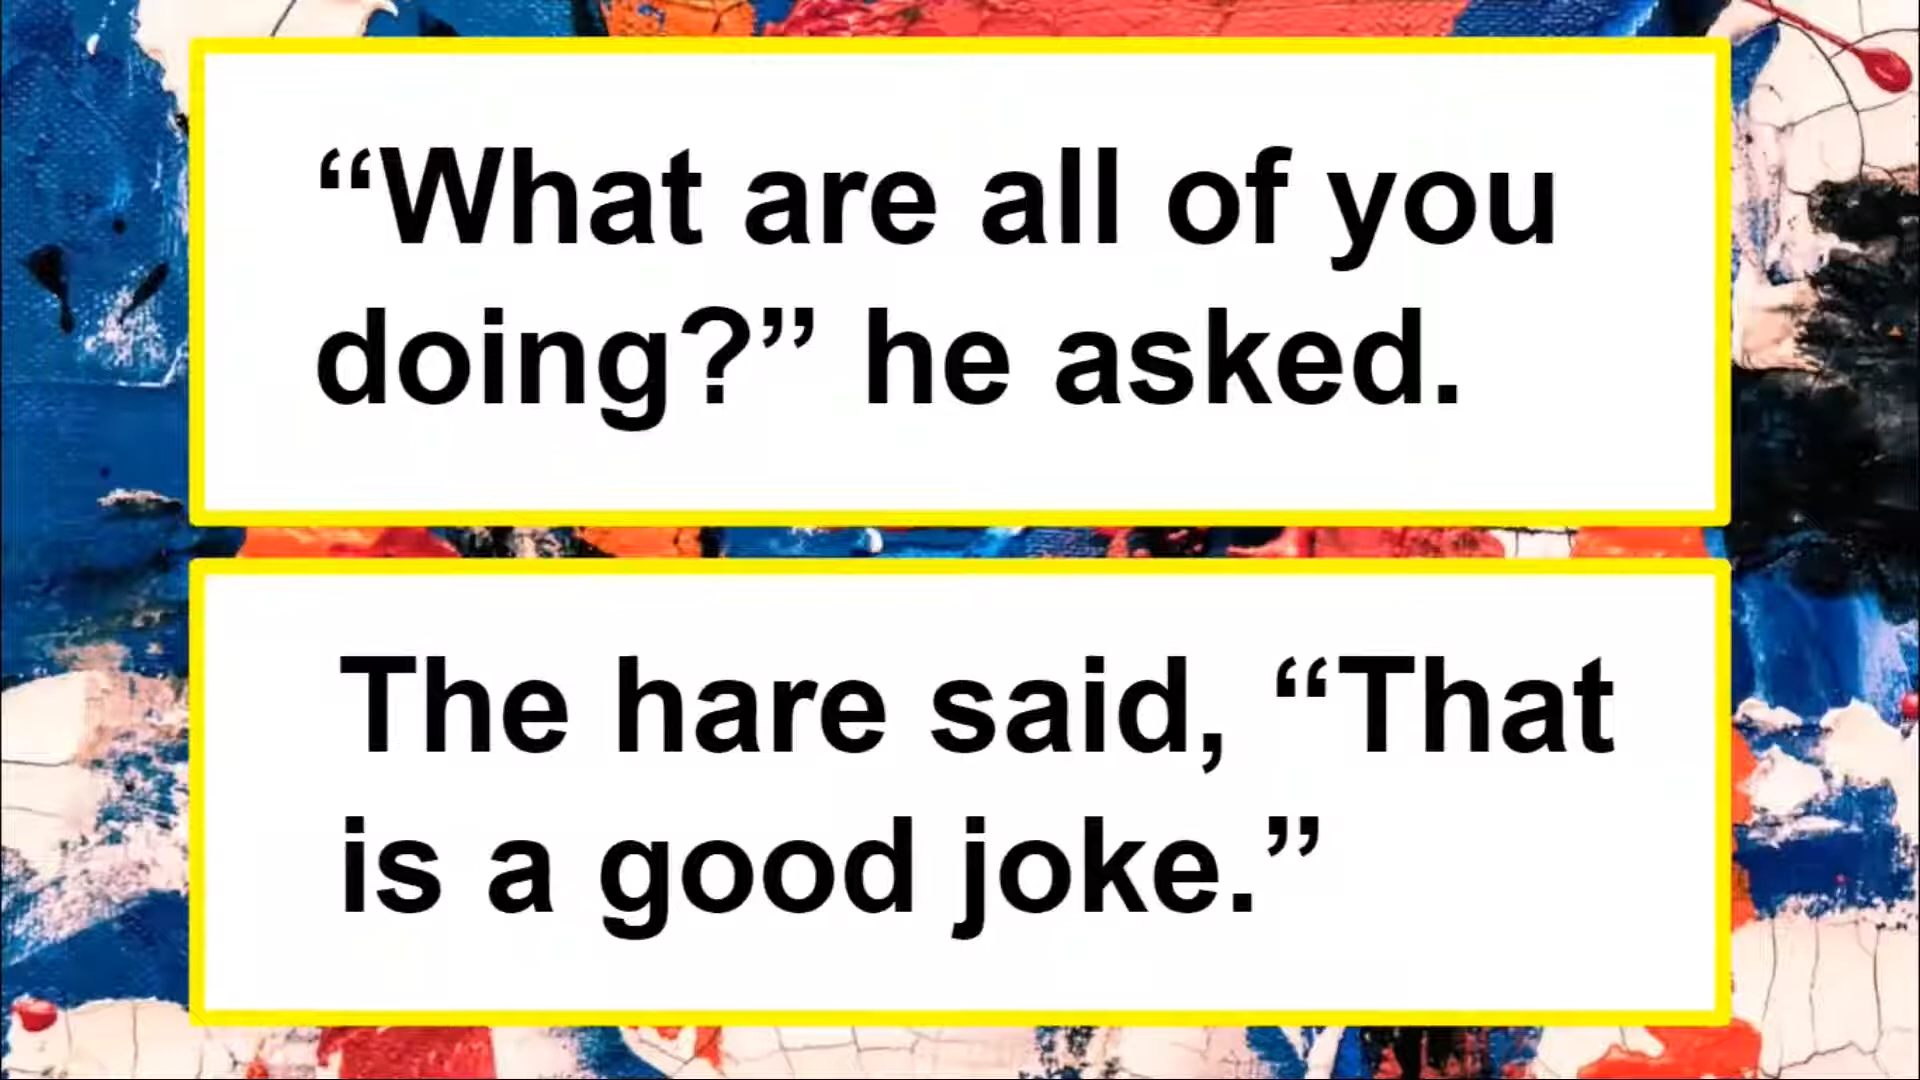 “What are all of you
doing?” he asked.
The hare said, “That
is a good joke.”